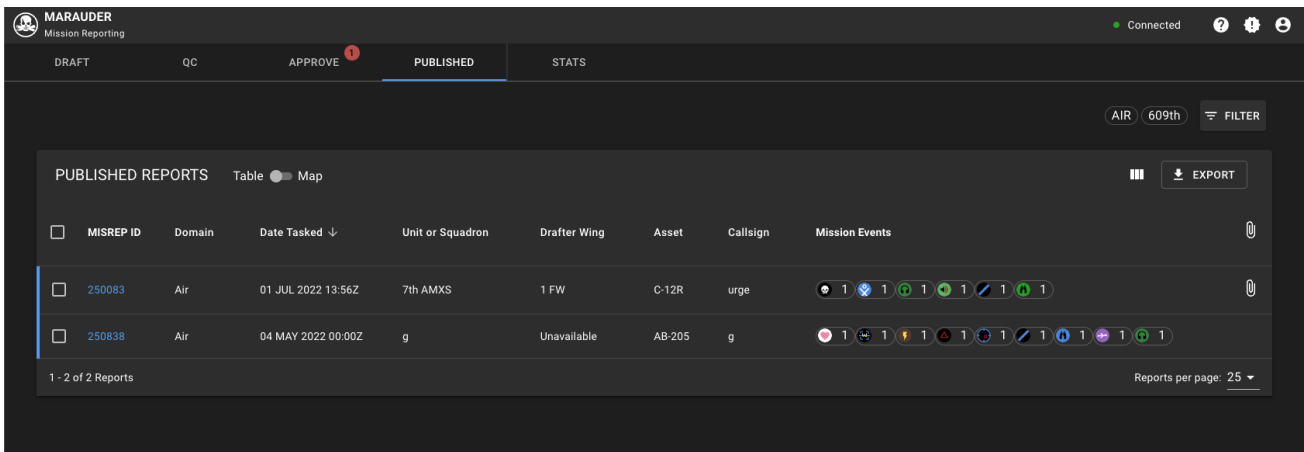 MARAUDER
Mission Reporting
Connected
DRAFT QC APPROVE 1 PUBLISHED STATS
AIR 609th FILTER
PUBLISHED REPORTS Table Map EXPORT
MISREP ID Domain Date Tasked Unit or Squadron Drafter Wing Asset Callsign Mission Events
250083 Air 01 JUL 2022 13:56Z 7th AMXS 1 FW C-12R urge 1 1 1 1 1 1
250838 Air 04 MAY 2022 00:00Z g Unavailable AB-205 g 1 1 1 1 1 1 1 1 1
1 - 2 of 2 Reports Reports per page: 25